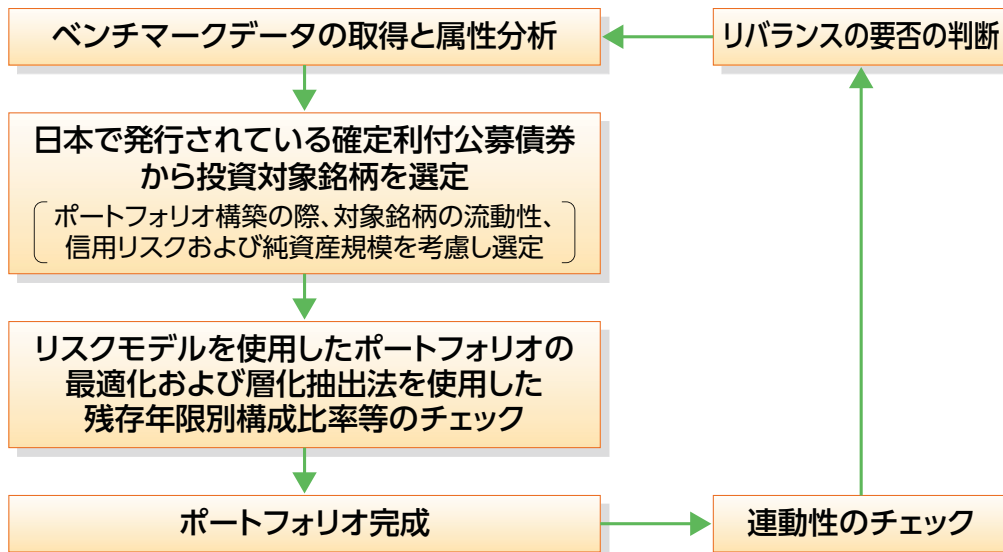 ベンチマークデータの取得と属性分析
リバランスの要否の判断
日本で発行されている確定利付公募債券
から投資対象銘柄を選定
ポートフォリオ構築の際、対象銘柄の流動性、
信用リスクおよび純資産規模を考慮し選定
リスクモデルを使用したポートフォリオの
最適化および層化抽出法を使用した
残存年限別構成比率等のチェック
ポートフォリオ完成
連動性のチェック